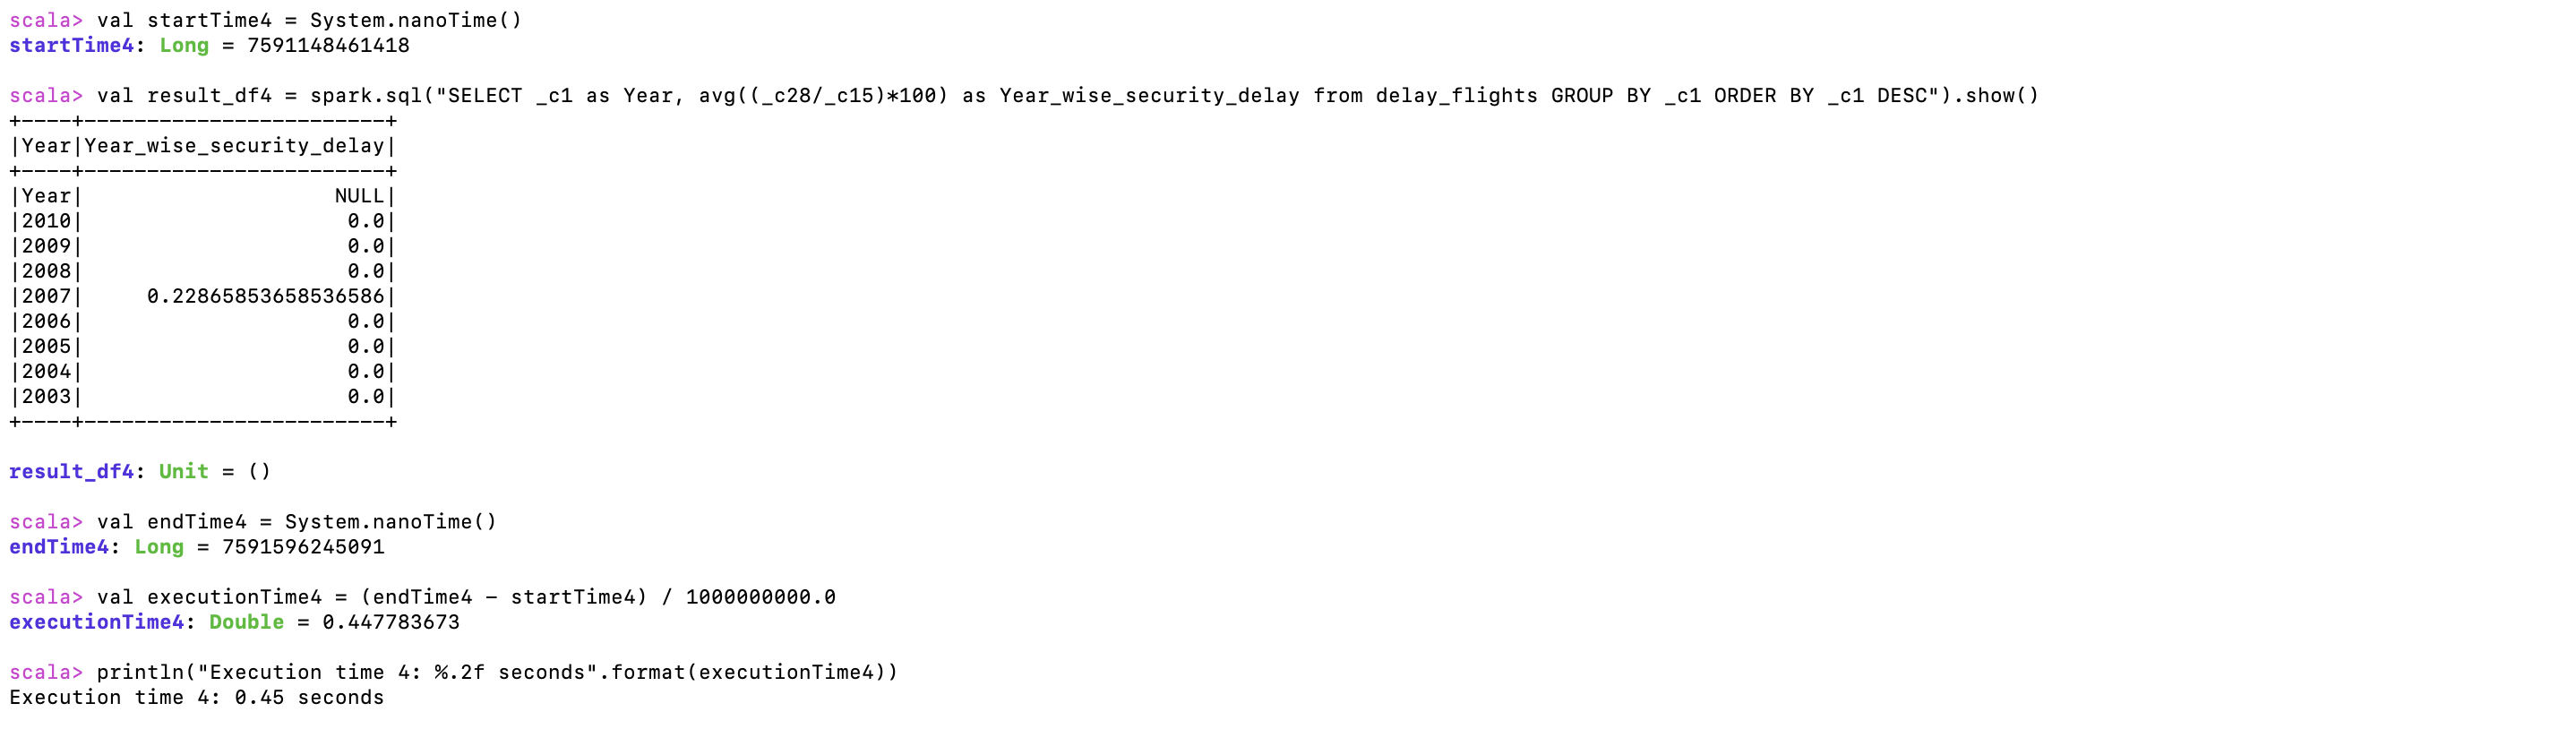 scala> val startTime4 = System.nanoTime()
startTime4: Long = 7591148461418
scala> val result_df4 = spark.sql("SELECT _c1 as Year, avg((_c28/_c15)*100) as Year_wise_security_delay from delay_flights GROUP BY _c1 ORDER BY _c1 DESC").show()
+----+------------------------+
|Year|Year_wise_security_delay|
+----+------------------------+
|Year|                    NULL|
|2010|                     0.0|
|2009|                     0.0|
|2008|                     0.0|
|2007|     0.22865853658536586|
|2006|                     0.0|
|2005|                     0.0|
|2004|                     0.0|
|2003|                     0.0|
+----+------------------------+
result_df4: Unit = ()
scala> val endTime4 = System.nanoTime()
endTime4: Long = 7591596245091
scala> val executionTime4 = (endTime4 - startTime4) / 1000000000.0
executionTime4: Double = 0.447783673
scala> println("Execution time 4: %.2f seconds".format(executionTime4))
Execution time 4: 0.45 seconds